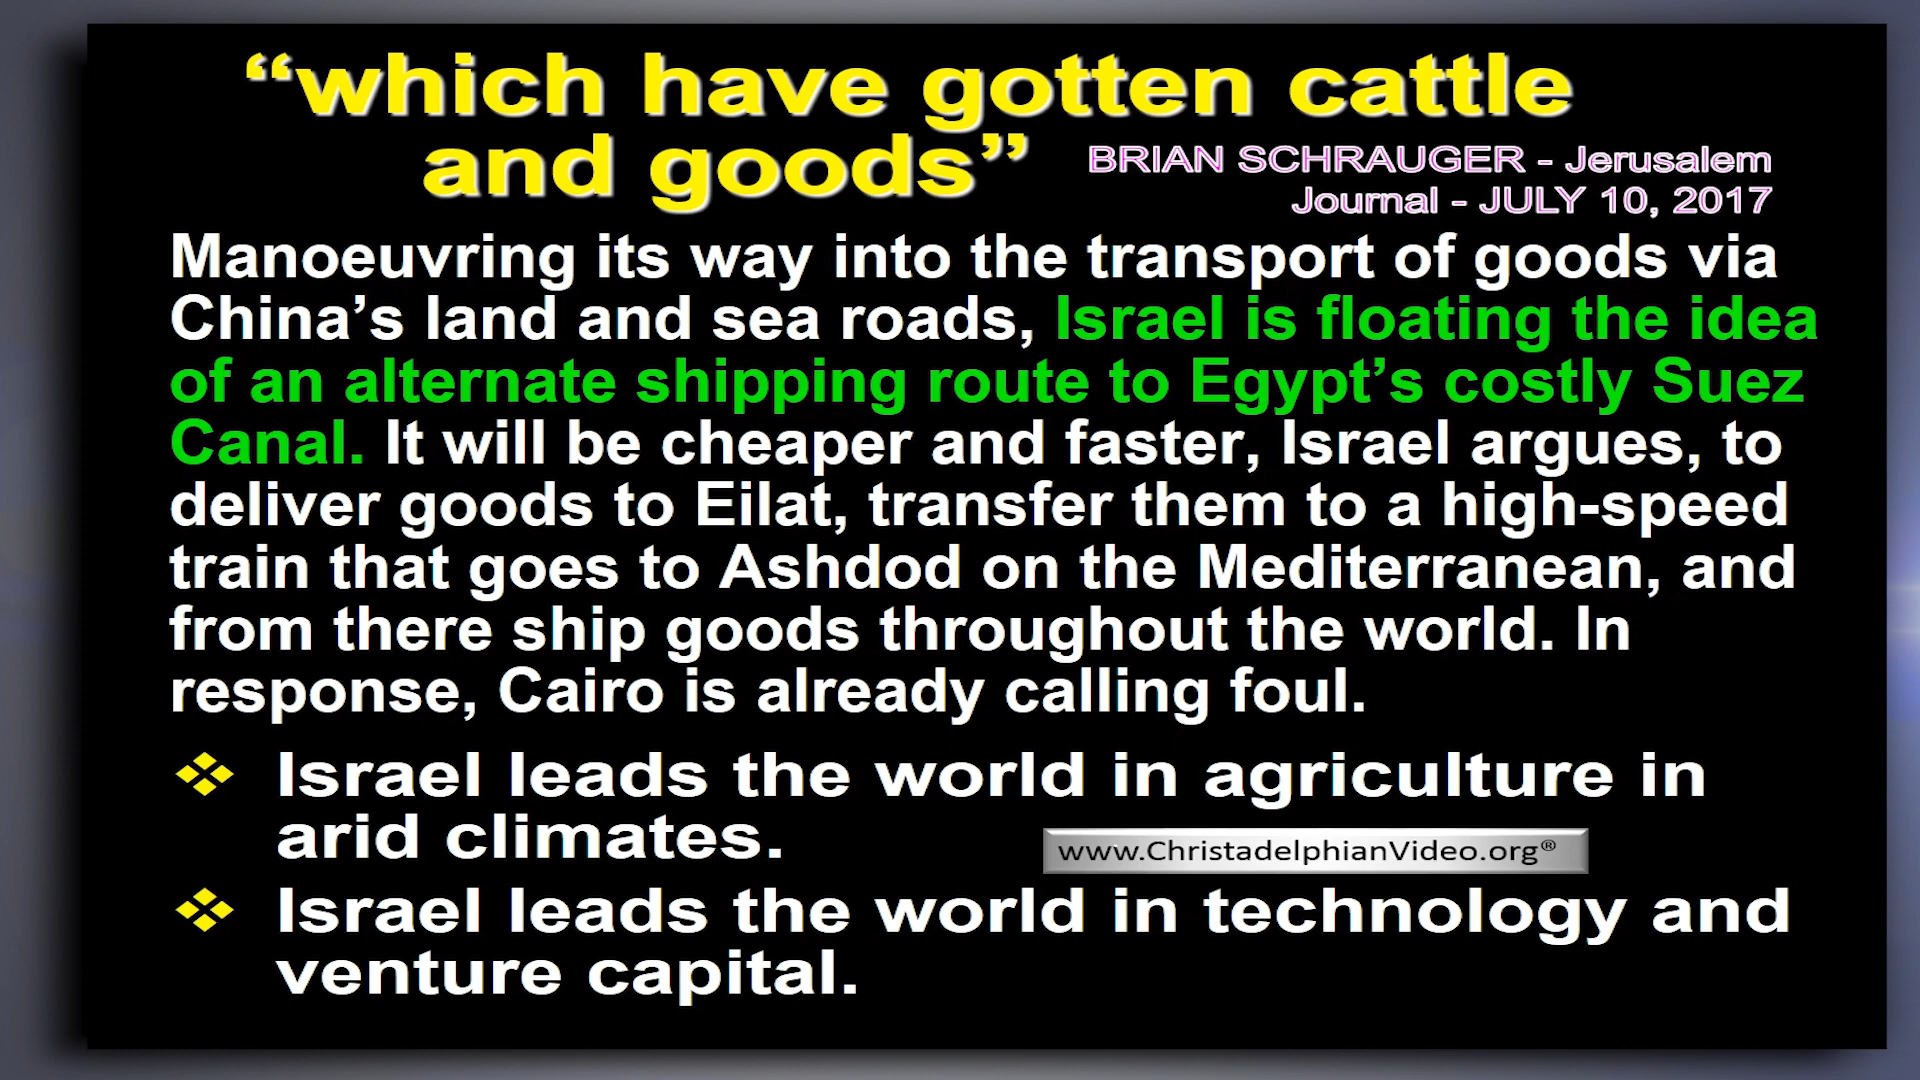 “which have gotten cattle
and goods”
BRIAN SCHRAUGER - Jerusalem
Journal - JULY 10, 2017
Manoeuvring its way into the transport of goods via
China’s land and sea roads, Israel is floating the idea
of an alternate shipping route to Egypt’s costly Suez
Canal. It will be cheaper and faster, Israel argues, to
deliver goods to Eilat, transfer them to a high-speed
train that goes to Ashdod on the Mediterranean, and
from there ship goods throughout the world. In
response, Cairo is already calling foul.
❖ Israel leads the world in agriculture in
arid climates.
www.ChristadelphianVideo.org®
❖ Israel leads the world in technology and
venture capital.